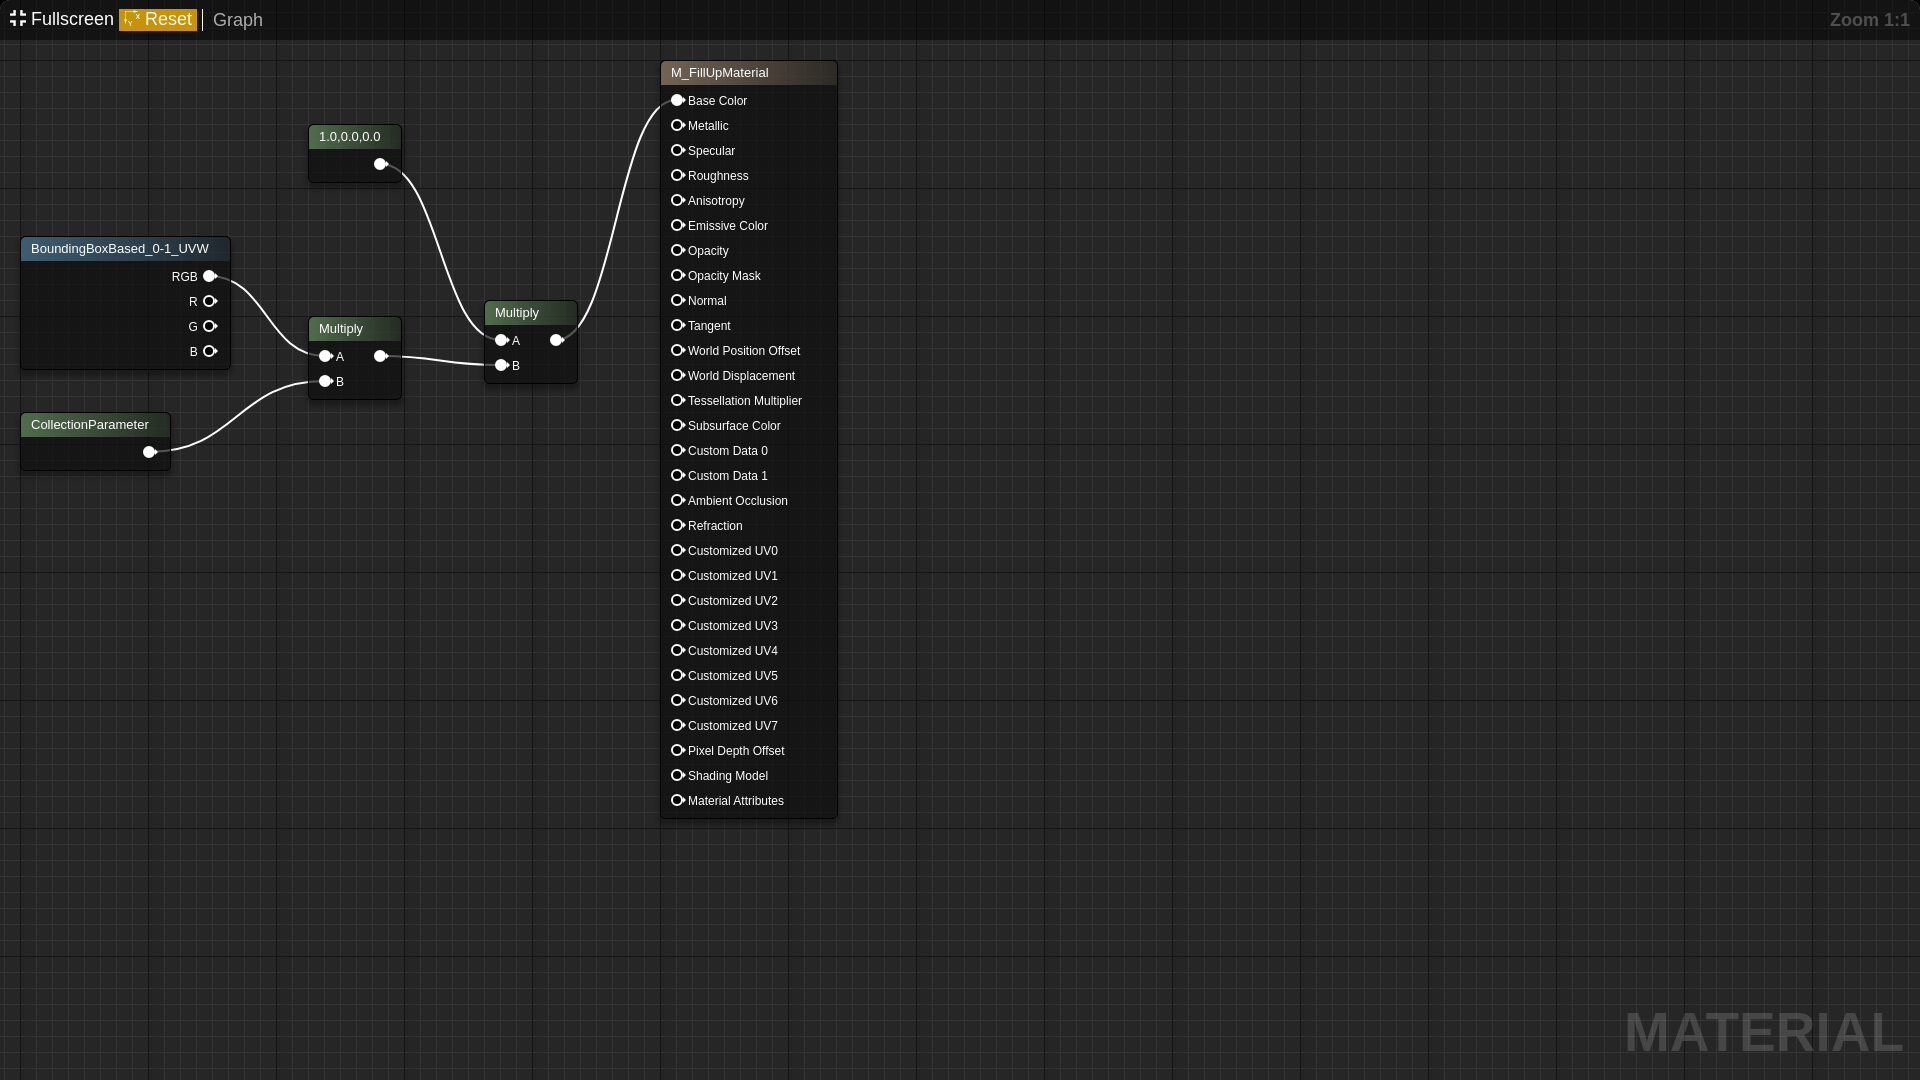 Fullscreen Reset Graph Zoom 1:1
M_FillUpMaterial
Base Color
Metallic
Specular
Roughness
Anisotropy
Emissive Color
Opacity
Opacity Mask
Normal
Tangent
World Position Offset
World Displacement
Tessellation Multiplier
Subsurface Color
Custom Data 0
Custom Data 1
Ambient Occlusion
Refraction
Customized UV0
Customized UV1
Customized UV2
Customized UV3
Customized UV4
Customized UV5
Customized UV6
Customized UV7
Pixel Depth Offset
Shading Model
Material Attributes
1.0,0.0,0.0
BoundingBoxBased_0-1_UVW
RGB
R
G
B
Multiply
A
B
Multiply
A
B
CollectionParameter
MATERIAL